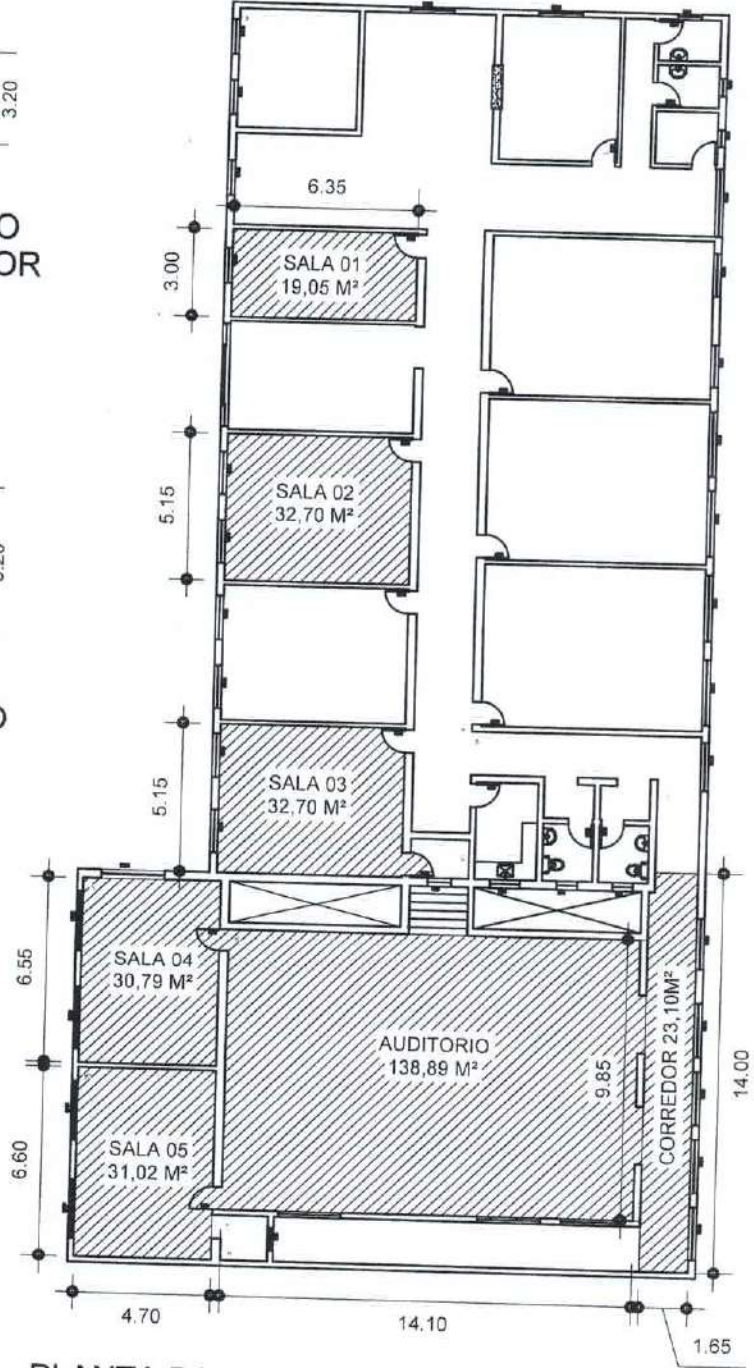 3.20
6.35
3.00
SALA 01
19,05 M²
5.15
SALA 02
32,70 M²
5.15
SALA 03
32,70 M²
6.55
SALA 04
30,79 M²
AUDITORIO
138,89 M²
9.85
CORREDOR 23,10M²
14.00
6.60
SALA 05
31,02 M²
4.70
14.10
1.65